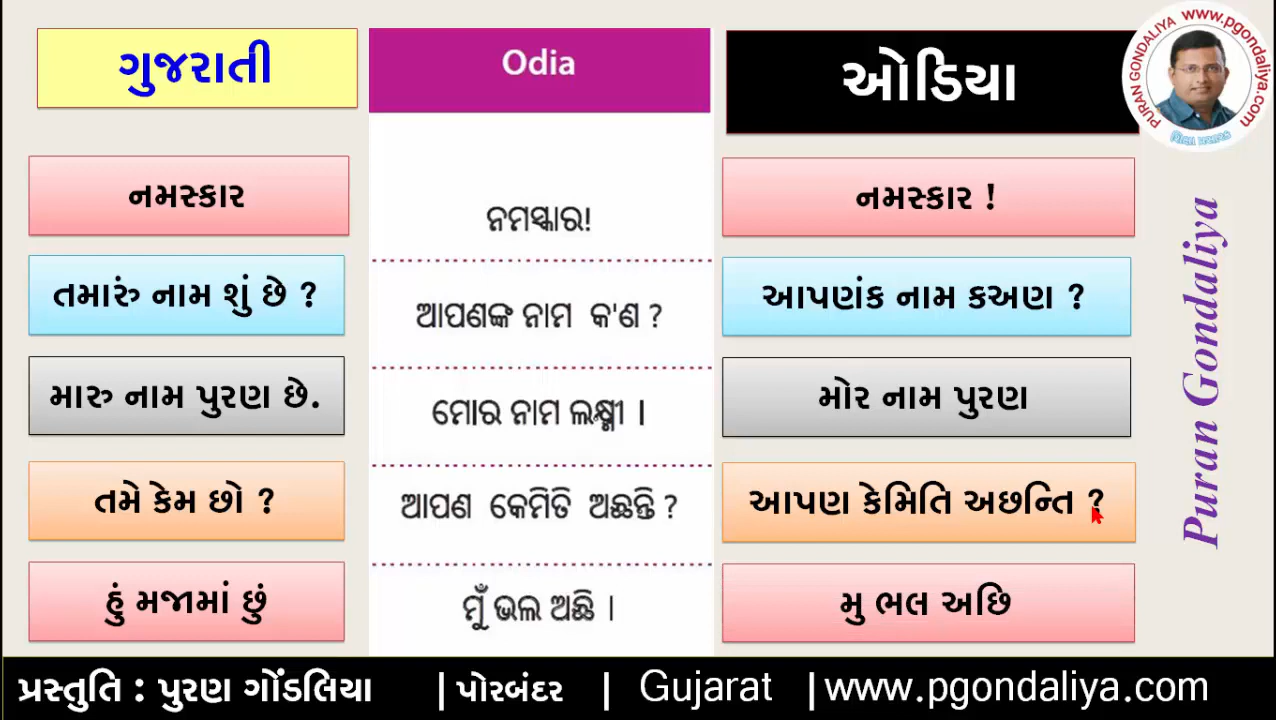 ગુજરાતી
Odia
ઓડિયા
PURAN GONDALIYA www.pgondaliya.com
નમસ્કાર
ନମସ୍କାର!
નમસ્કાર !
તમારું નામ શું છે ?
ଆପଣଙ୍କ ନାମ କ'ଣ ?
આપણંક નામ કઅણ ?
મારુ નામ પુરણ છે.
ମୋର ନାମ ଲକ୍ଷ୍ମୀ ।
મોર નામ પુરણ
તમે કેમ છો ?
ଆପଣ କେମିତି ଅଛନ୍ତି ?
આપણ કેમિતિ અછન્તિ ?
હું મજામાં છું
ମୁଁ ଭଲ ଅଛି ।
મુ ભલ અછિ
Puran Gondaliya
પ્રસ્તુતિ : પુરણ ગોંડલિયા | પોરબંદર | Gujarat | www.pgondaliya.com